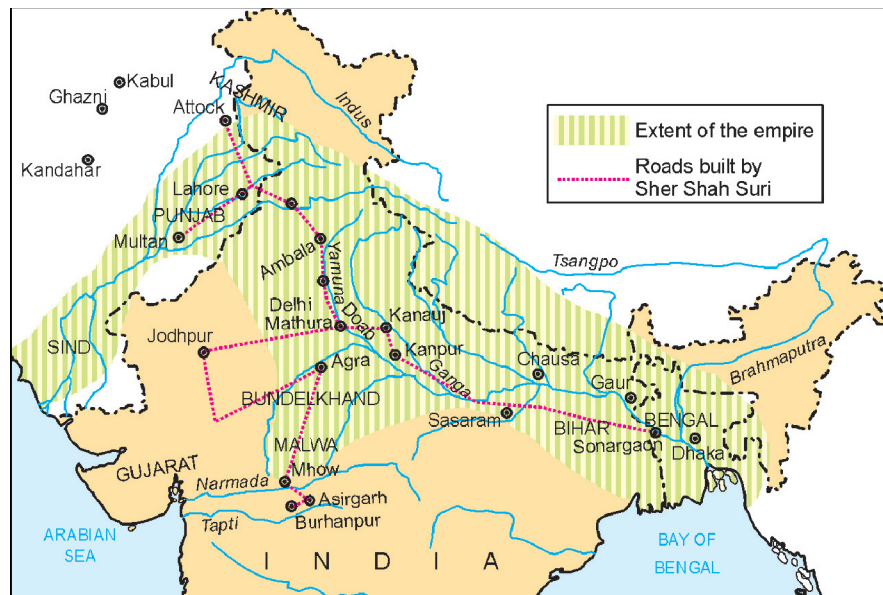 Kabul
Ghazni
KASHMIR
Attock
Indus
Kandahar
Extent of the empire
Roads built by
Sher Shah Suri
Lahore
PUNJAB
Multan
Ambala
Yamuna Doab
Tsangpo
Delhi
Mathura
Kanauj
Jodhpur
SIND
Kanpur
Agra
Ganga
Chausa
Gaur
Brahmaputra
BUNDELKHAND
Sasaram
BIHAR
BENGAL
Sonargaon
Dhaka
MALWA
GUJARAT
Mhow
Narmada
Asirgarh
Tapti
Burhanpur
ARABIAN
SEA
INDIA
BAY OF
BENGAL